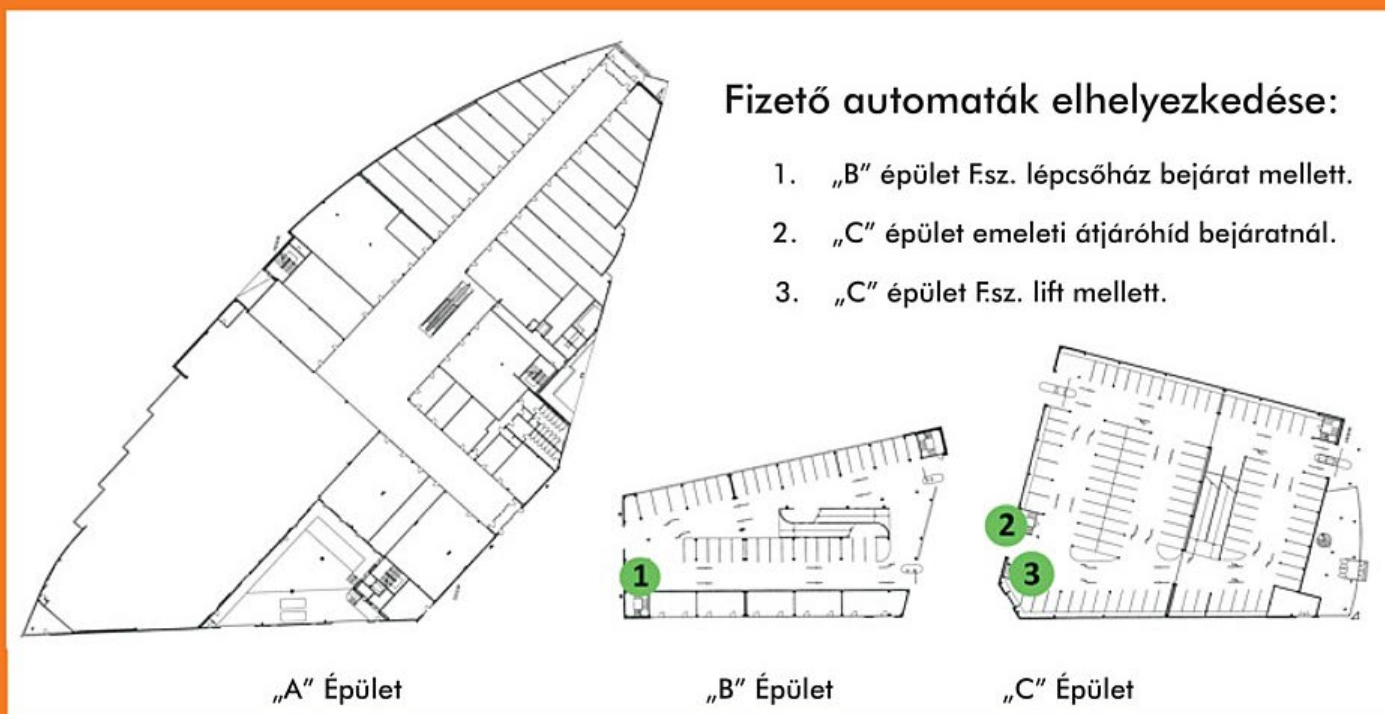 Fizető automaták elhelyezkedése:
1. „B” épület F.sz. lépcsőház bejárat mellett.
2. „C” épület emeleti átjáróhíd bejáratnál.
3. „C” épület F.sz. lift mellett.
2
1
3
„A” Épület
„B” Épület
„C” Épület